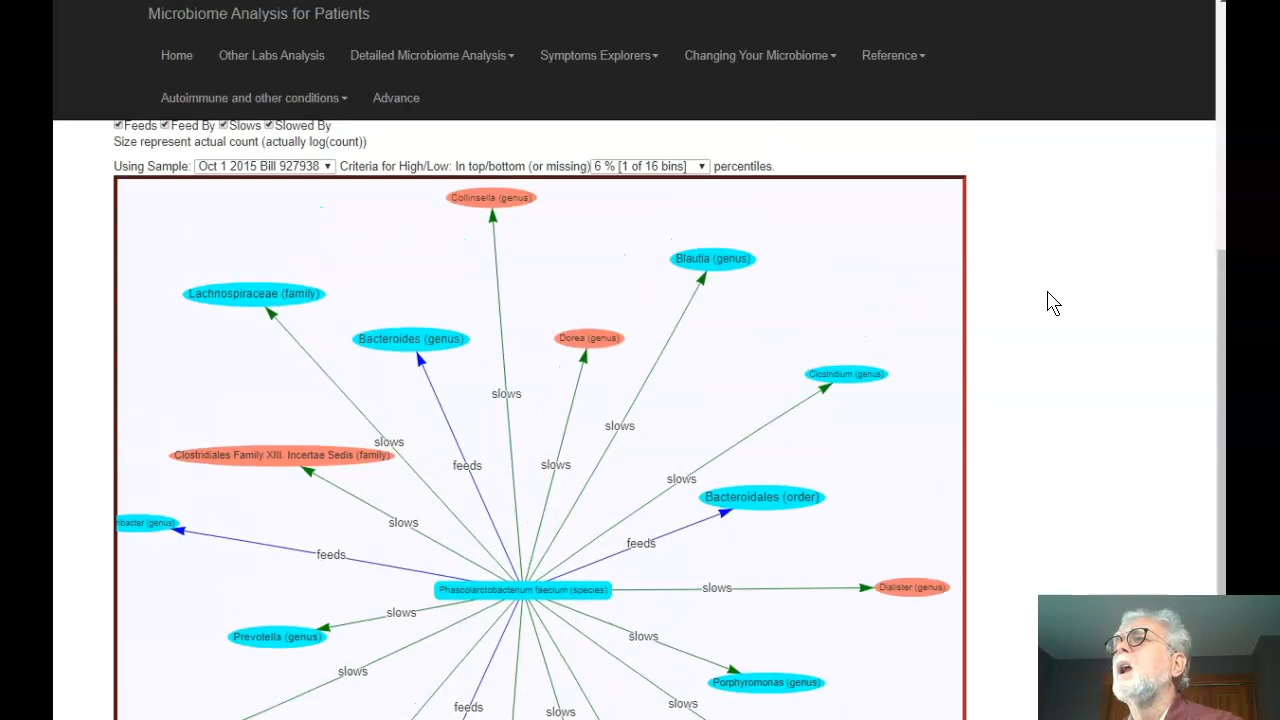 Microbiome Analysis for Patients
Home Other Labs Analysis Detailed Microbiome Analysis Symptoms Explorers Changing Your Microbiome Reference
Autoimmune and other conditions Advance
Feeds Feed By Slows Slowed By
Size represent actual count (actually log(count))
Using Sample: Oct 1 2015 Bill 927938 Criteria for High/Low: In top/bottom (or missing) 6 % [1 of 16 bins] percentiles.
Collinsella (genus)
Blautia (genus)
Lachnospiraceae (family)
Bacteroides (genus)
Dorea (genus)
Clostridium (genus)
slows
slows
slows
Clostridiales Family XIII. Incertae Sedis (family)
feeds
slows
slows
Bacteroidales (order)
slows
nbacter (genus)
feeds
feeds
Phascolarctobacterium faecium (species)
slows
Dialister (genus)
slows
Prevotella (genus)
slows
slows
Porphyromonas (genus)
feeds
slows
slows